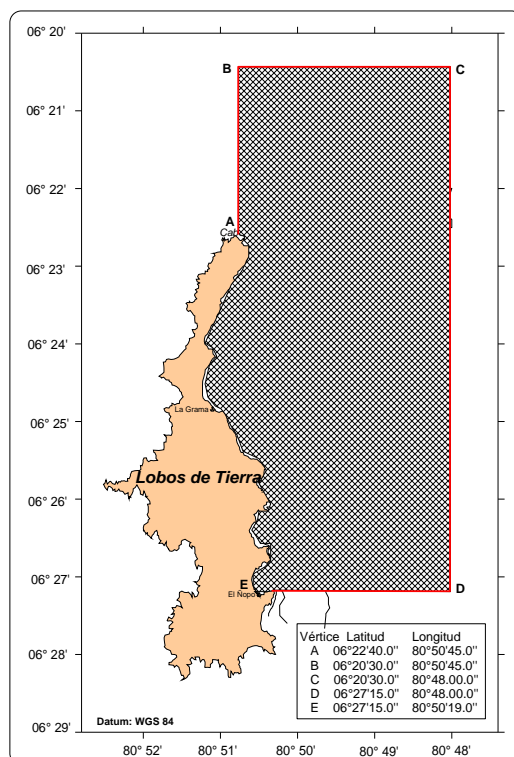 06° 20'
B
C
06° 21'
06° 22'
A
Cabo
06° 23'
06° 24'
La Grama
06° 25'
Lobos de Tierra
06° 26'
E
06° 27'
El Ñopo
D
Vértice Latitud Longitud
A 06°22'40.0" 80°50'45.0"
B 06°20'30.0" 80°50'45.0"
C 06°20'30.0" 80°48.00.0"
D 06°27'15.0" 80°48.00.0"
E 06°27'15.0" 80°50'19.0"
06° 28'
Datum: WGS 84
06° 29'
80° 52' 80° 51' 80° 50' 80° 49' 80° 48'